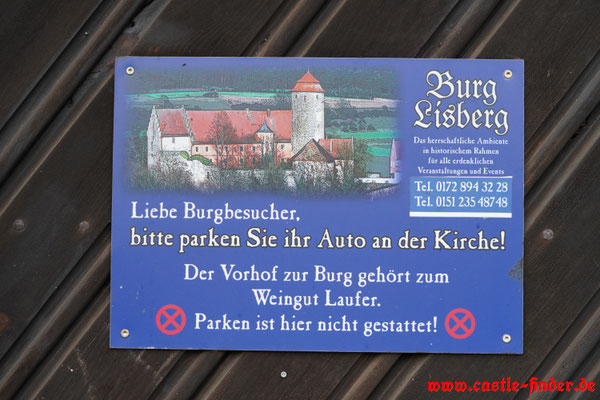 Burg
Lisberg
Das herrschaftliche Ambiente
in historischem Rahmen
für alle erdenklichen
Veranstaltungen und Events
Tel. 0172 894 32 28
Tel. 0151 235 48748
Liebe Burgbesucher,
bitte parken Sie ihr Auto an der Kirche!
Der Vorhof zur Burg gehört zum
Weingut Laufer.
Parken ist hier nicht gestattet!
www.castle-finder.de